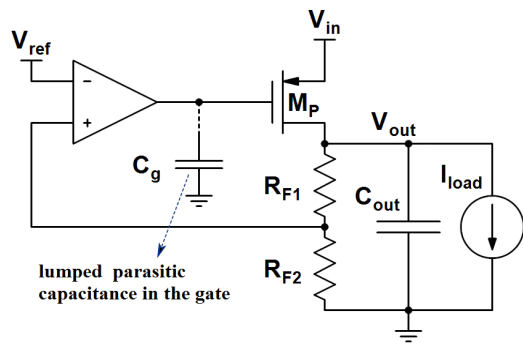 V_in
V_ref
−
+
M_P
V_out
C_g
R_F1
C_out
I_load
R_F2
lumped parasitic
capacitance in the gate